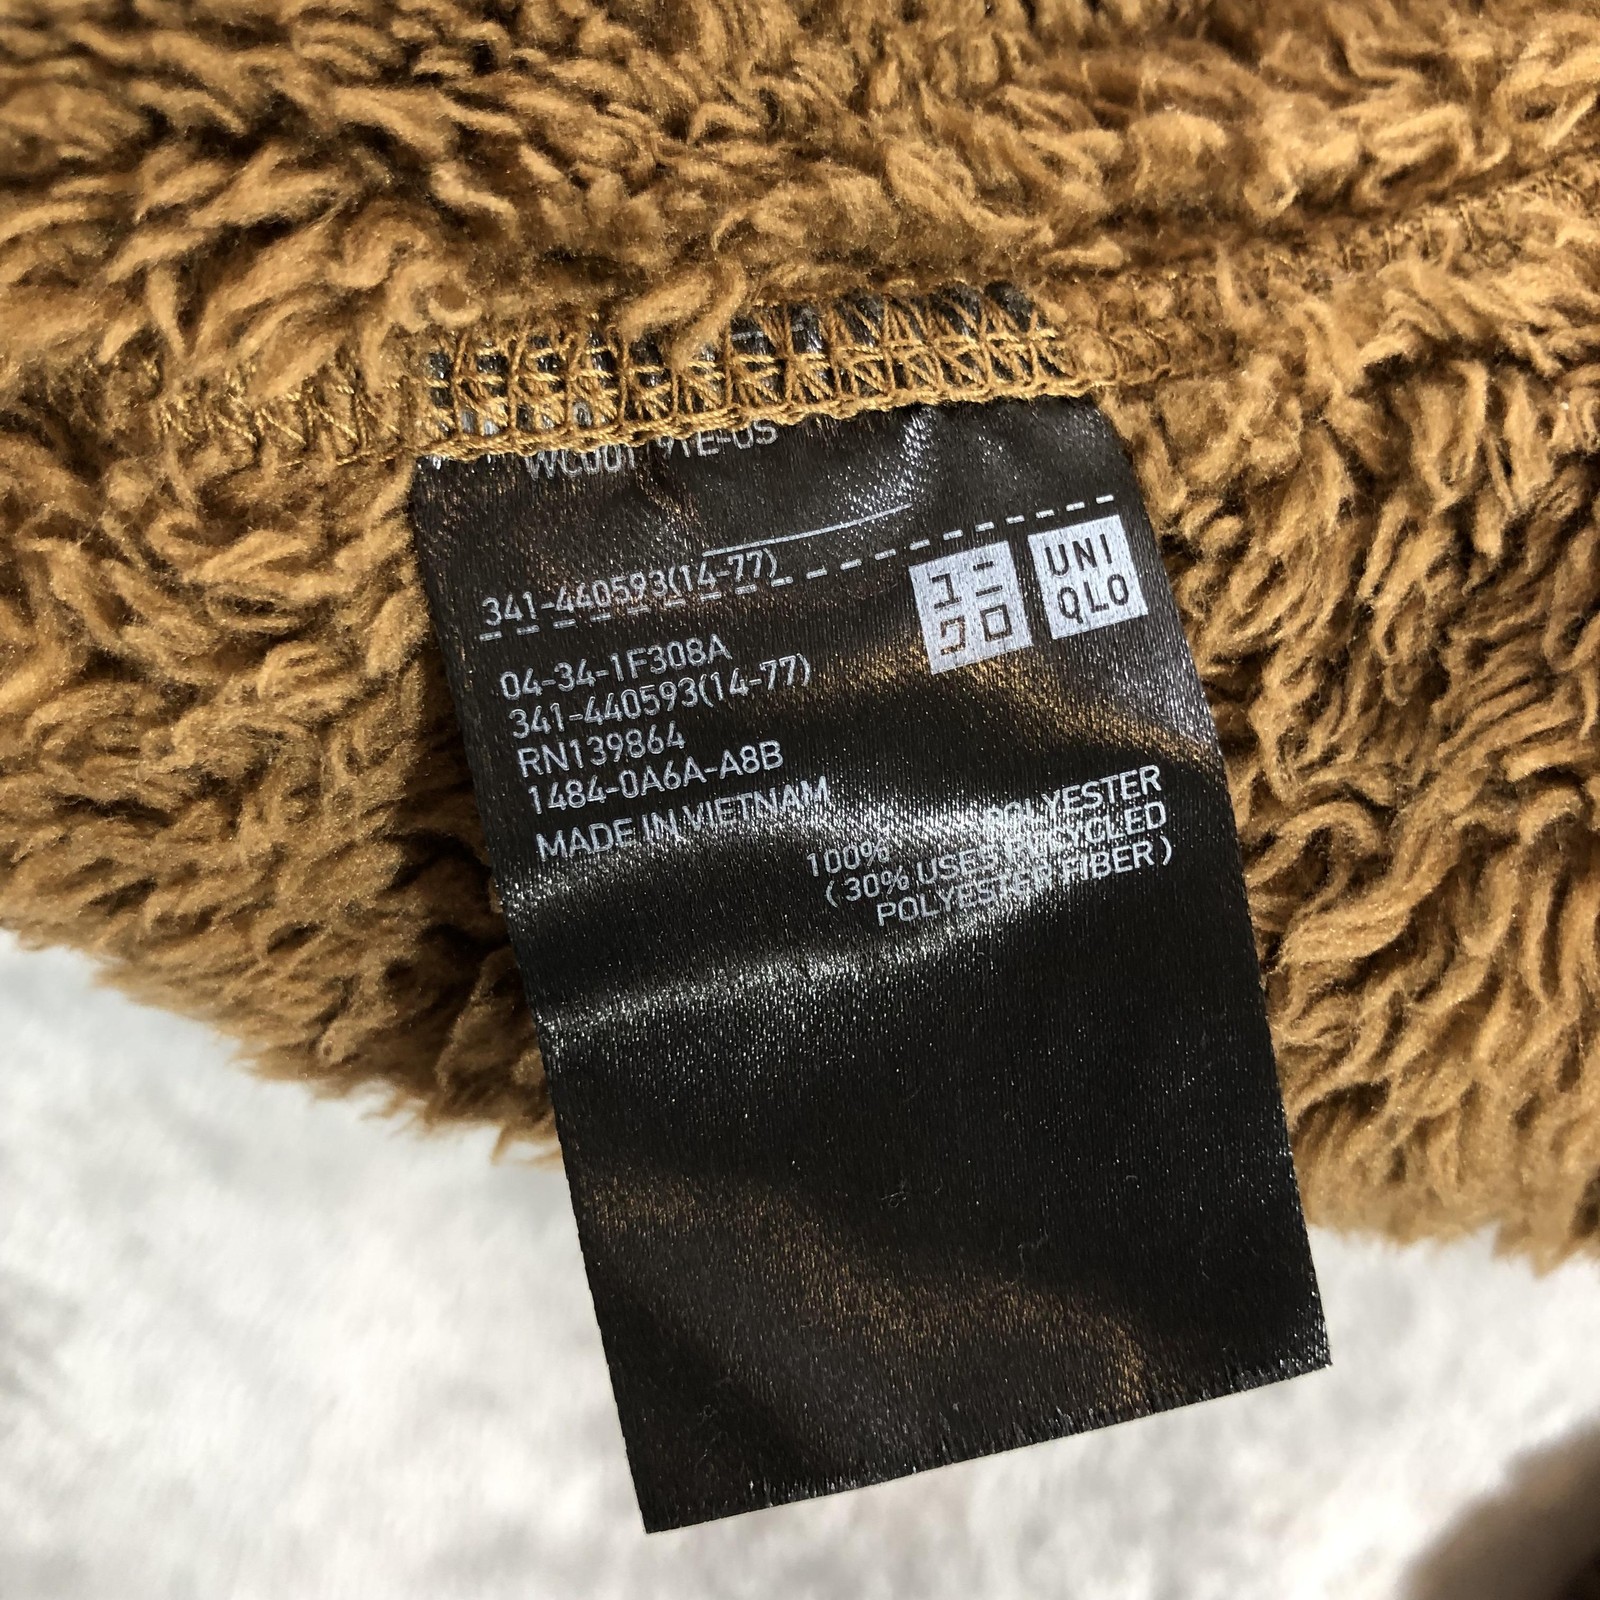 341-440593(14-77)
ユニ
クロ
UNI
QLO
04-34-1F308A
341-440593(14-77)
RN139864
1484-0A6A-A8B
MADE IN VIETNAM
100% POLYESTER
(30% USES RECYCLED
POLYESTER FIBER)